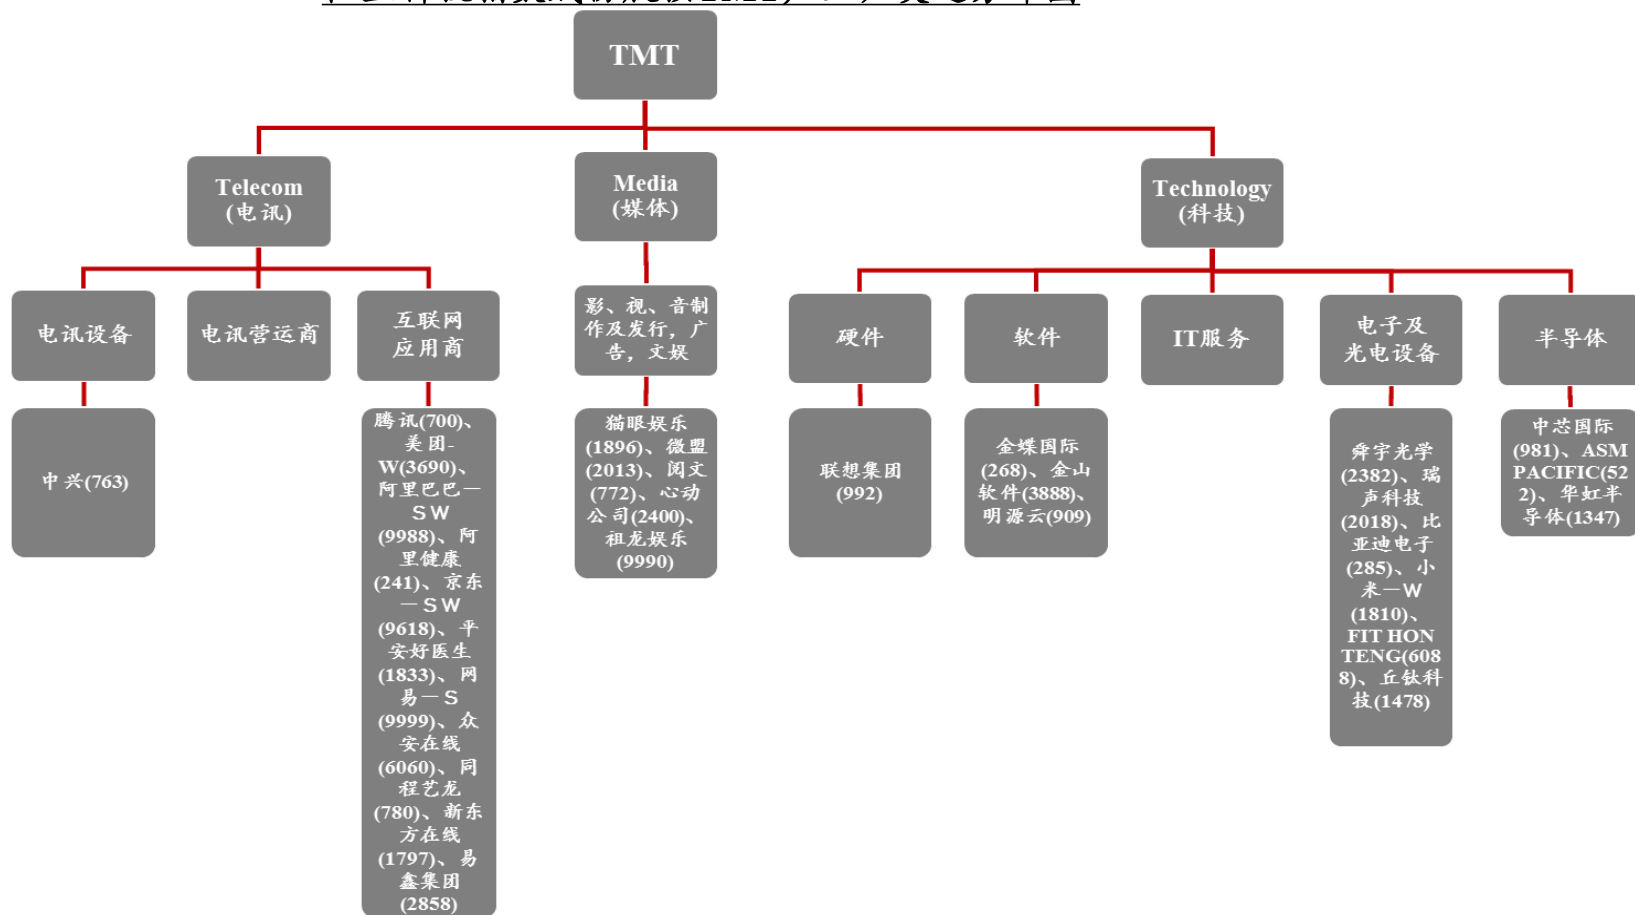 TMT
Telecom
(电讯)
Media
(媒体)
Technology
(科技)
电讯设备
电讯营运商
互联网
应用商
影、视、音制
作及发行，广
告，文娱
硬件
软件
IT服务
电子及
光电设备
半导体
中兴(763)
腾讯(700)、
美团-
W(3690)、
阿里巴巴－
ＳＷ
(9988)、阿
里健康
(241)、京东
－ＳＷ
(9618)、平
安好医生
(1833)、网
易－Ｓ
(9999)、众
安在线
(6060)、同
程艺龙
(780)、新东
方在线
(1797)、易
鑫集团
(2858)
猫眼娱乐
(1896)、微盟
(2013)、阅文
(772)、心动
公司(2400)、
祖龙娱乐
(9990)
联想集团
(992)
金蝶国际
(268)、金山
软件(3888)、
明源云(909)
舜宇光学
(2382)、瑞
声科技
(2018)、比
亚迪电子
(285)、小
米－Ｗ
(1810)、
FIT HON
TENG(608
8)、丘钛科
技(1478)
中芯国际
(981)、ASM
PACIFIC(52
2)、华虹半
导体(1347)